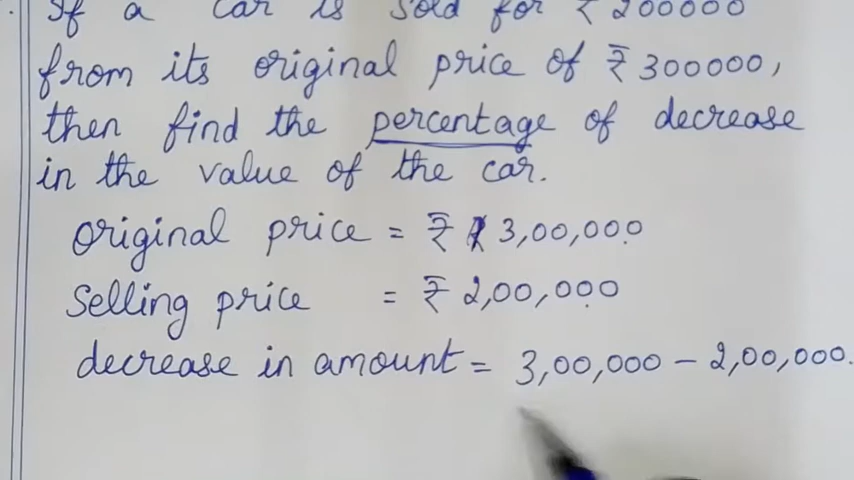 If a car is sold for ₹ 200000
from its original price of ₹ 300000,
then find the percentage of decrease
in the value of the car.
original price = ₹ 3,00,000
Selling price = ₹ 2,00,000
decrease in amount = 3,00,000 - 2,00,000.